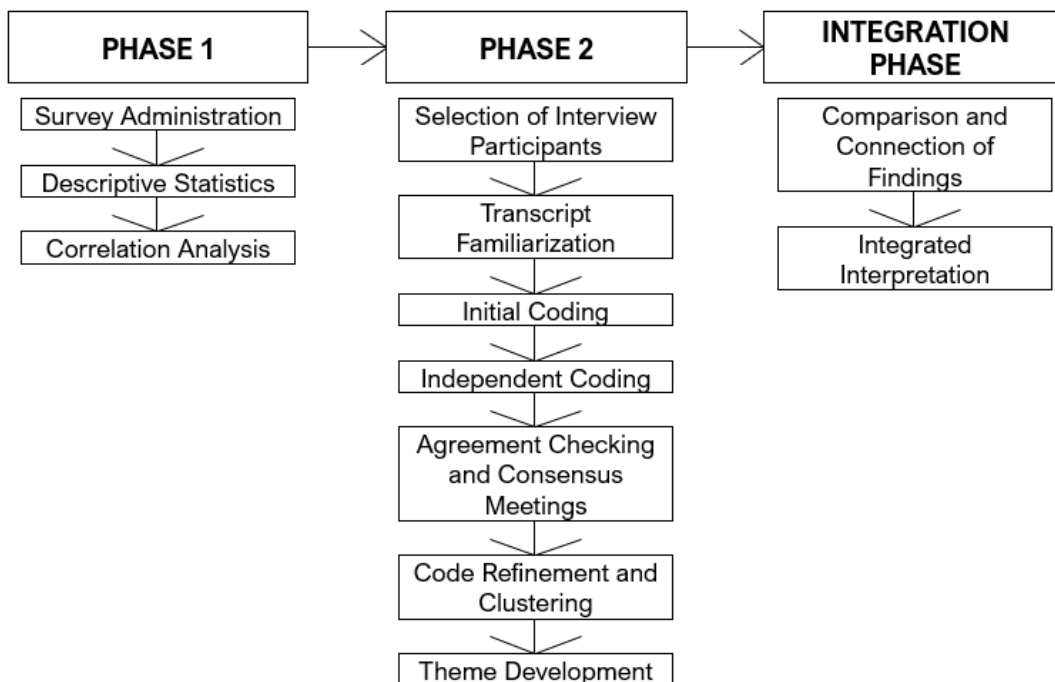 PHASE 1
Survey Administration
Descriptive Statistics
Correlation Analysis
PHASE 2
Selection of Interview
Participants
Transcript
Familiarization
Initial Coding
Independent Coding
Agreement Checking
and Consensus
Meetings
Code Refinement and
Clustering
Theme Development
INTEGRATION
PHASE
Comparison and
Connection of
Findings
Integrated
Interpretation